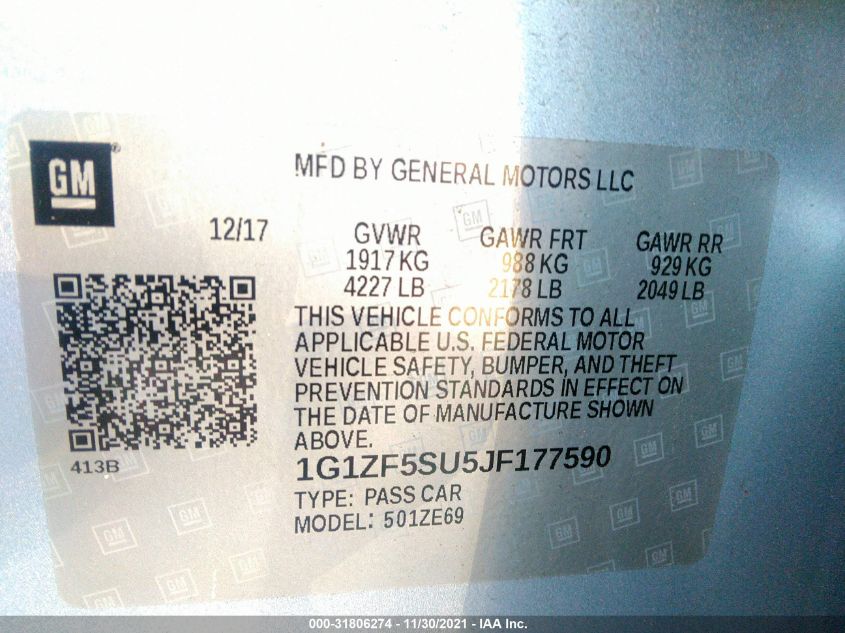 GM®
MFD BY GENERAL MOTORS LLC
12/17
GVWR GAWR FRT GAWR RR
1917 KG 988 KG 929 KG
4227 LB 2178 LB 2049 LB
THIS VEHICLE CONFORMS TO ALL
APPLICABLE U.S. FEDERAL MOTOR
VEHICLE SAFETY, BUMPER, AND THEFT
PREVENTION STANDARDS IN EFFECT ON
THE DATE OF MANUFACTURE SHOWN
ABOVE.
413B
1G1ZF5SU5JF177590
TYPE: PASS CAR
MODEL: 501ZE69
000-31806274 - 11/30/2021 - IAA Inc.